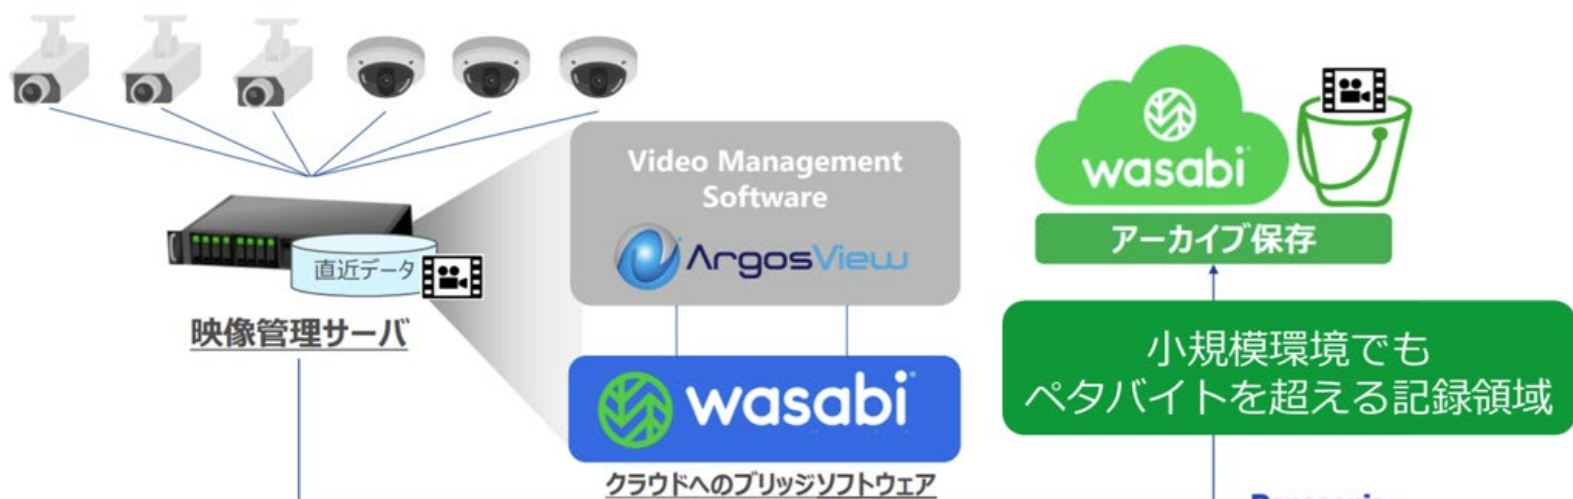 Video Management
Software
ArgosView
直近データ
映像管理サーバ
wasabi
クラウドへのブリッジソフトウェア
wasabi
アーカイブ保存
小規模環境でも
ペタバイトを超える記録領域